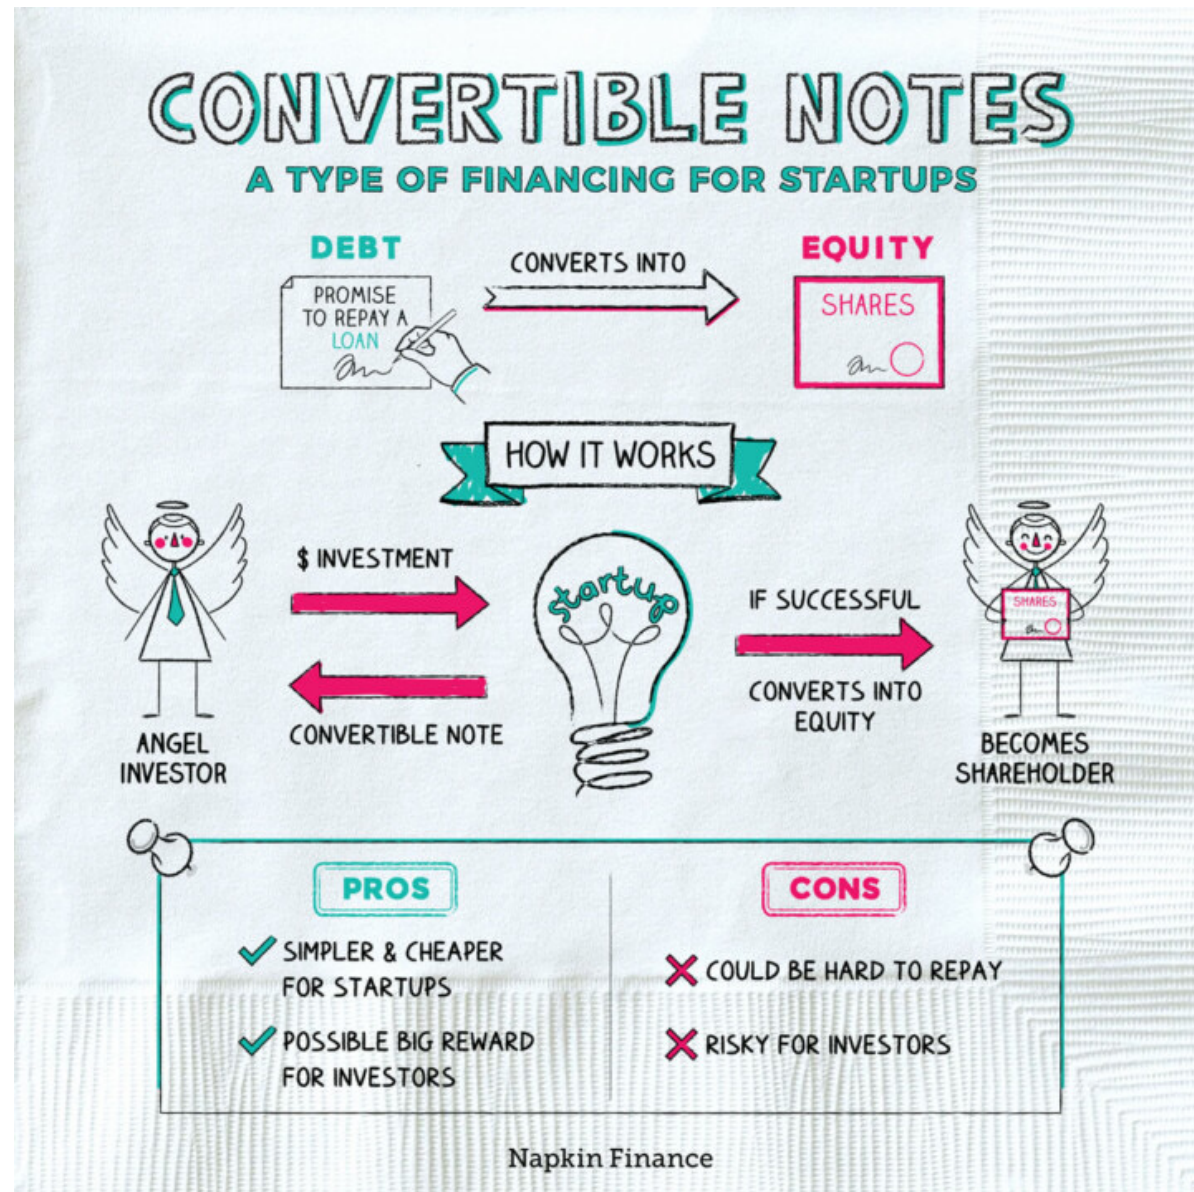 CONVERTIBLE NOTES
A TYPE OF FINANCING FOR STARTUPS
DEBT
PROMISE
TO REPAY A
LOAN
CONVERTS INTO
EQUITY
SHARES
HOW IT WORKS
$ INVESTMENT
CONVERTIBLE NOTE
ANGEL
INVESTOR
startup
IF SUCCESSFUL
CONVERTS INTO
EQUITY
SHARES
BECOMES
SHAREHOLDER
PROS
SIMPLER & CHEAPER
FOR STARTUPS
POSSIBLE BIG REWARD
FOR INVESTORS
CONS
COULD BE HARD TO REPAY
RISKY FOR INVESTORS
Napkin Finance